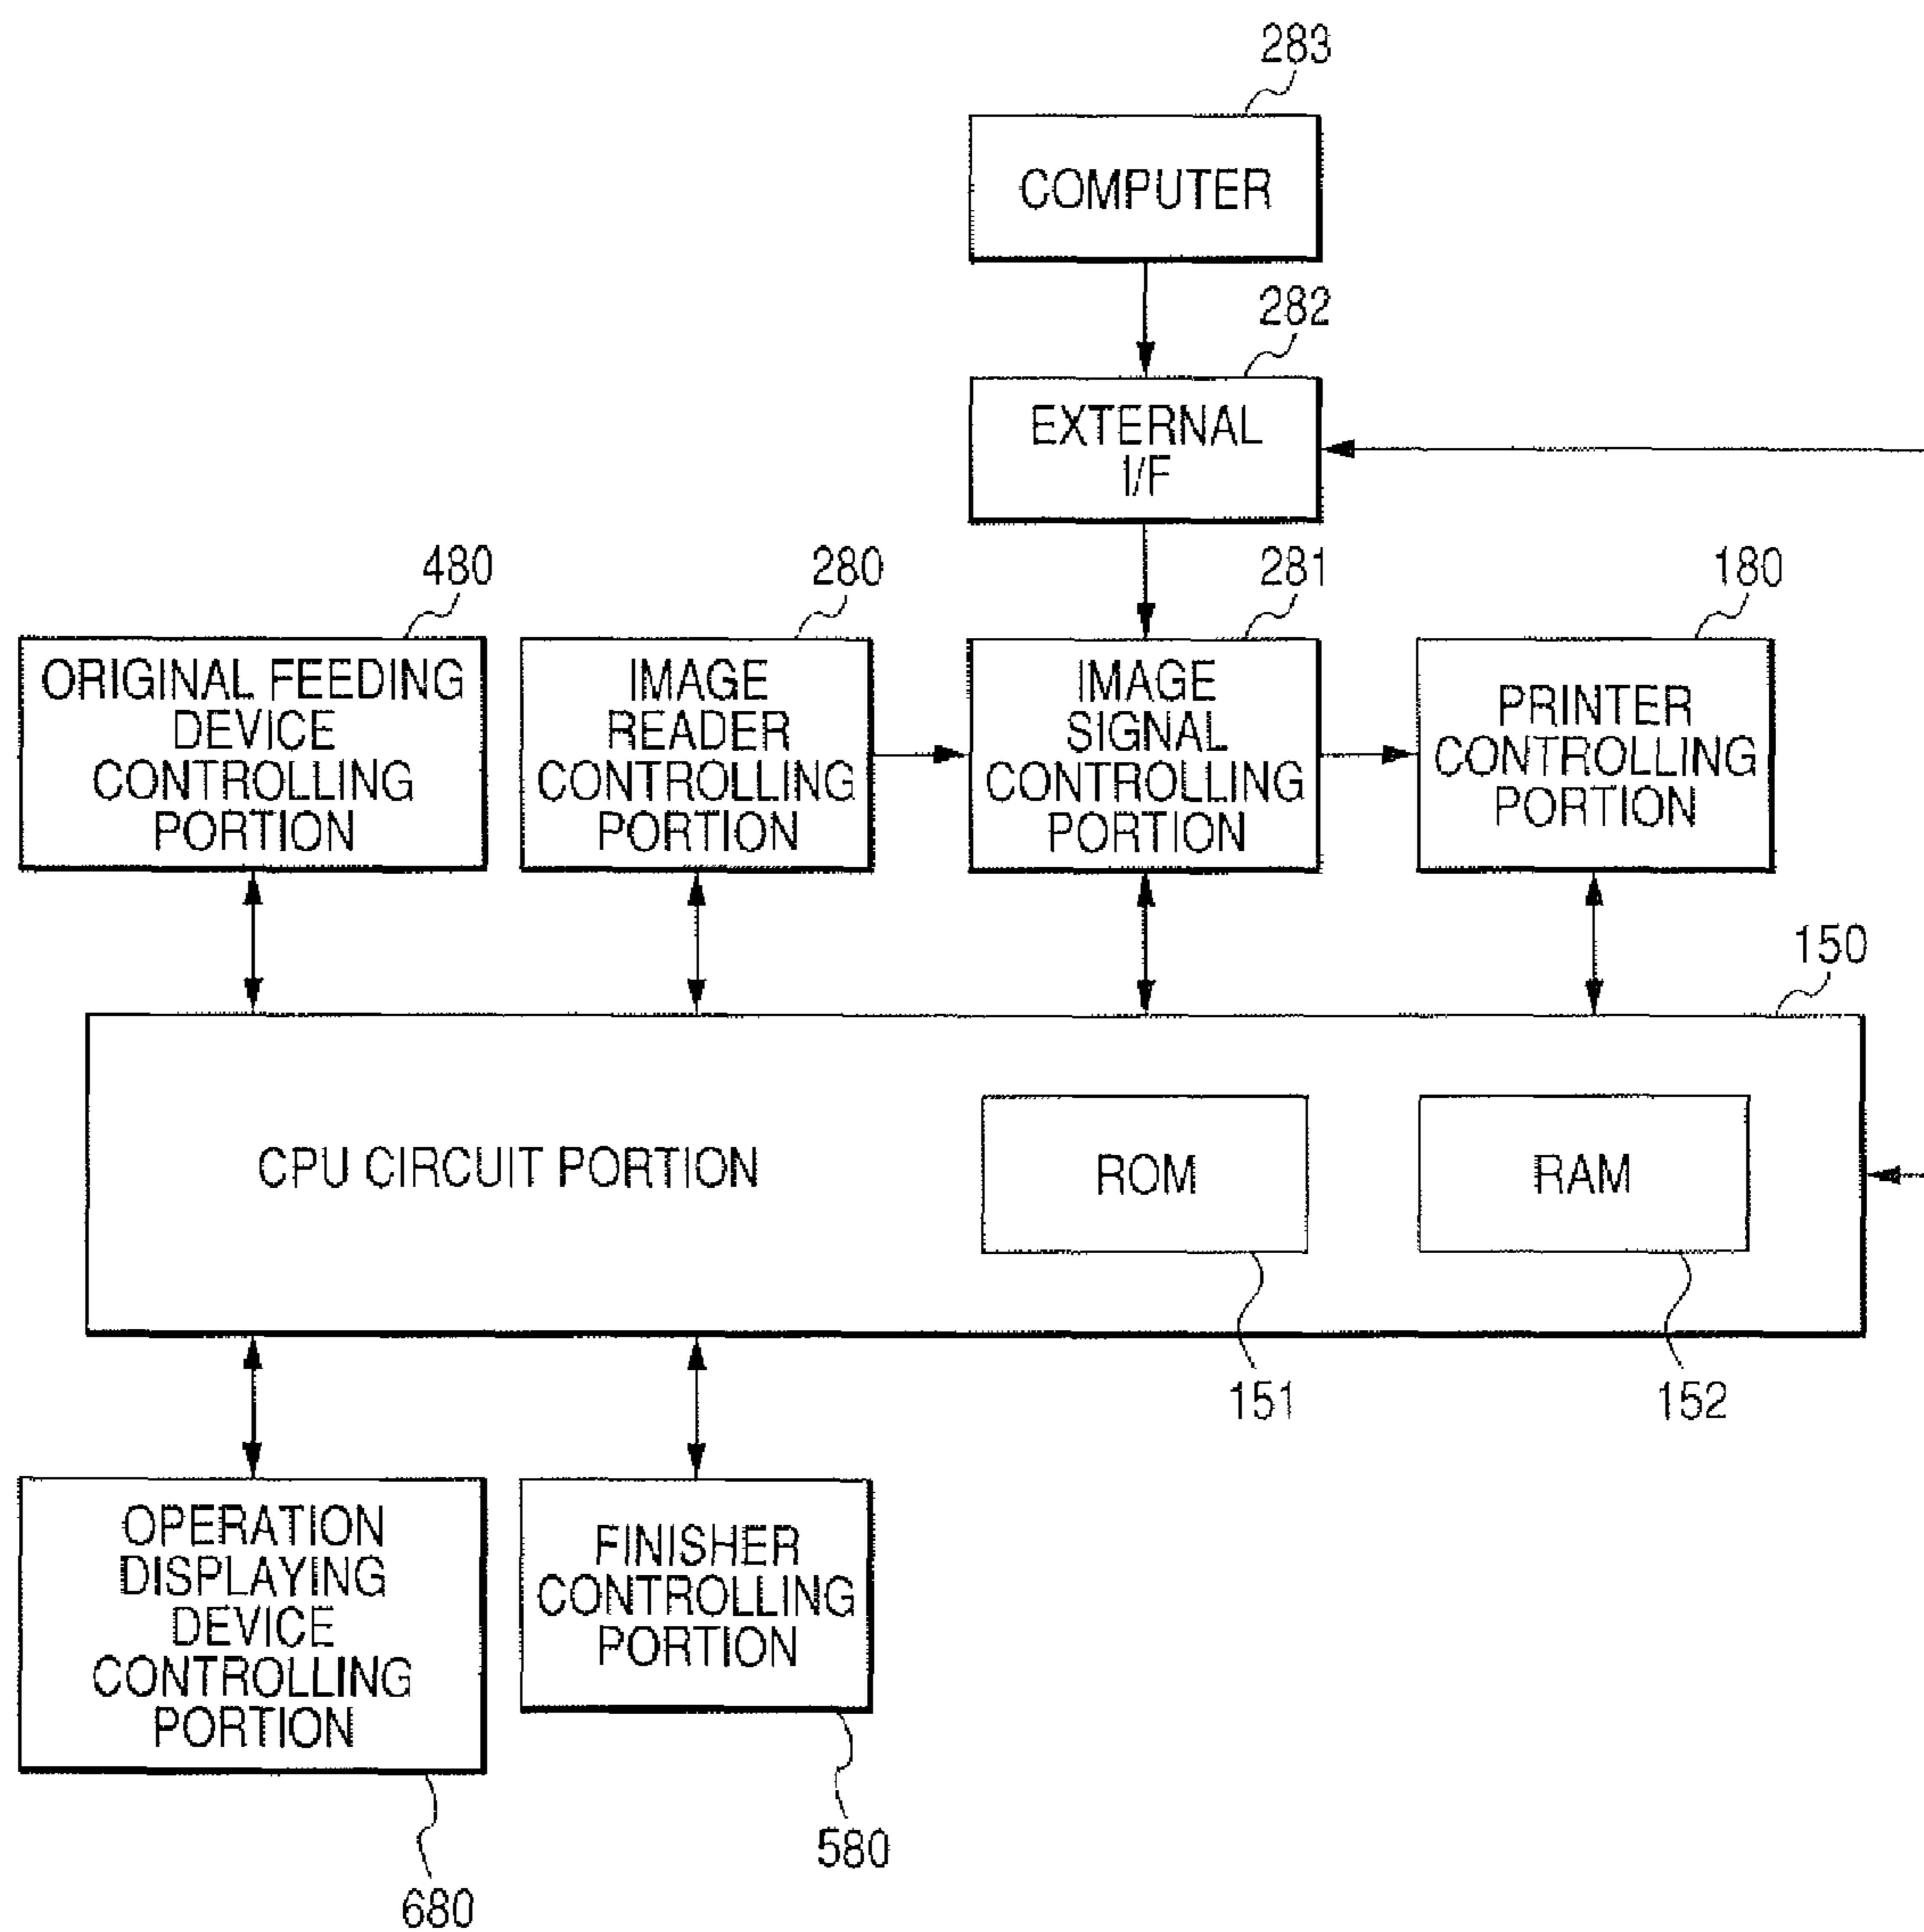 283
COMPUTER
282
EXTERNAL
I/F
480
280
281
180
ORIGINAL FEEDING
DEVICE
CONTROLLING
PORTION
IMAGE
READER
CONTROLLING
PORTION
IMAGE
SIGNAL
CONTROLLING
PORTION
PRINTER
CONTROLLING
PORTION
150
CPU CIRCUIT PORTION
ROM
RAM
151
152
OPERATION
DISPLAYING
DEVICE
CONTROLLING
PORTION
FINISHER
CONTROLLING
PORTION
580
680